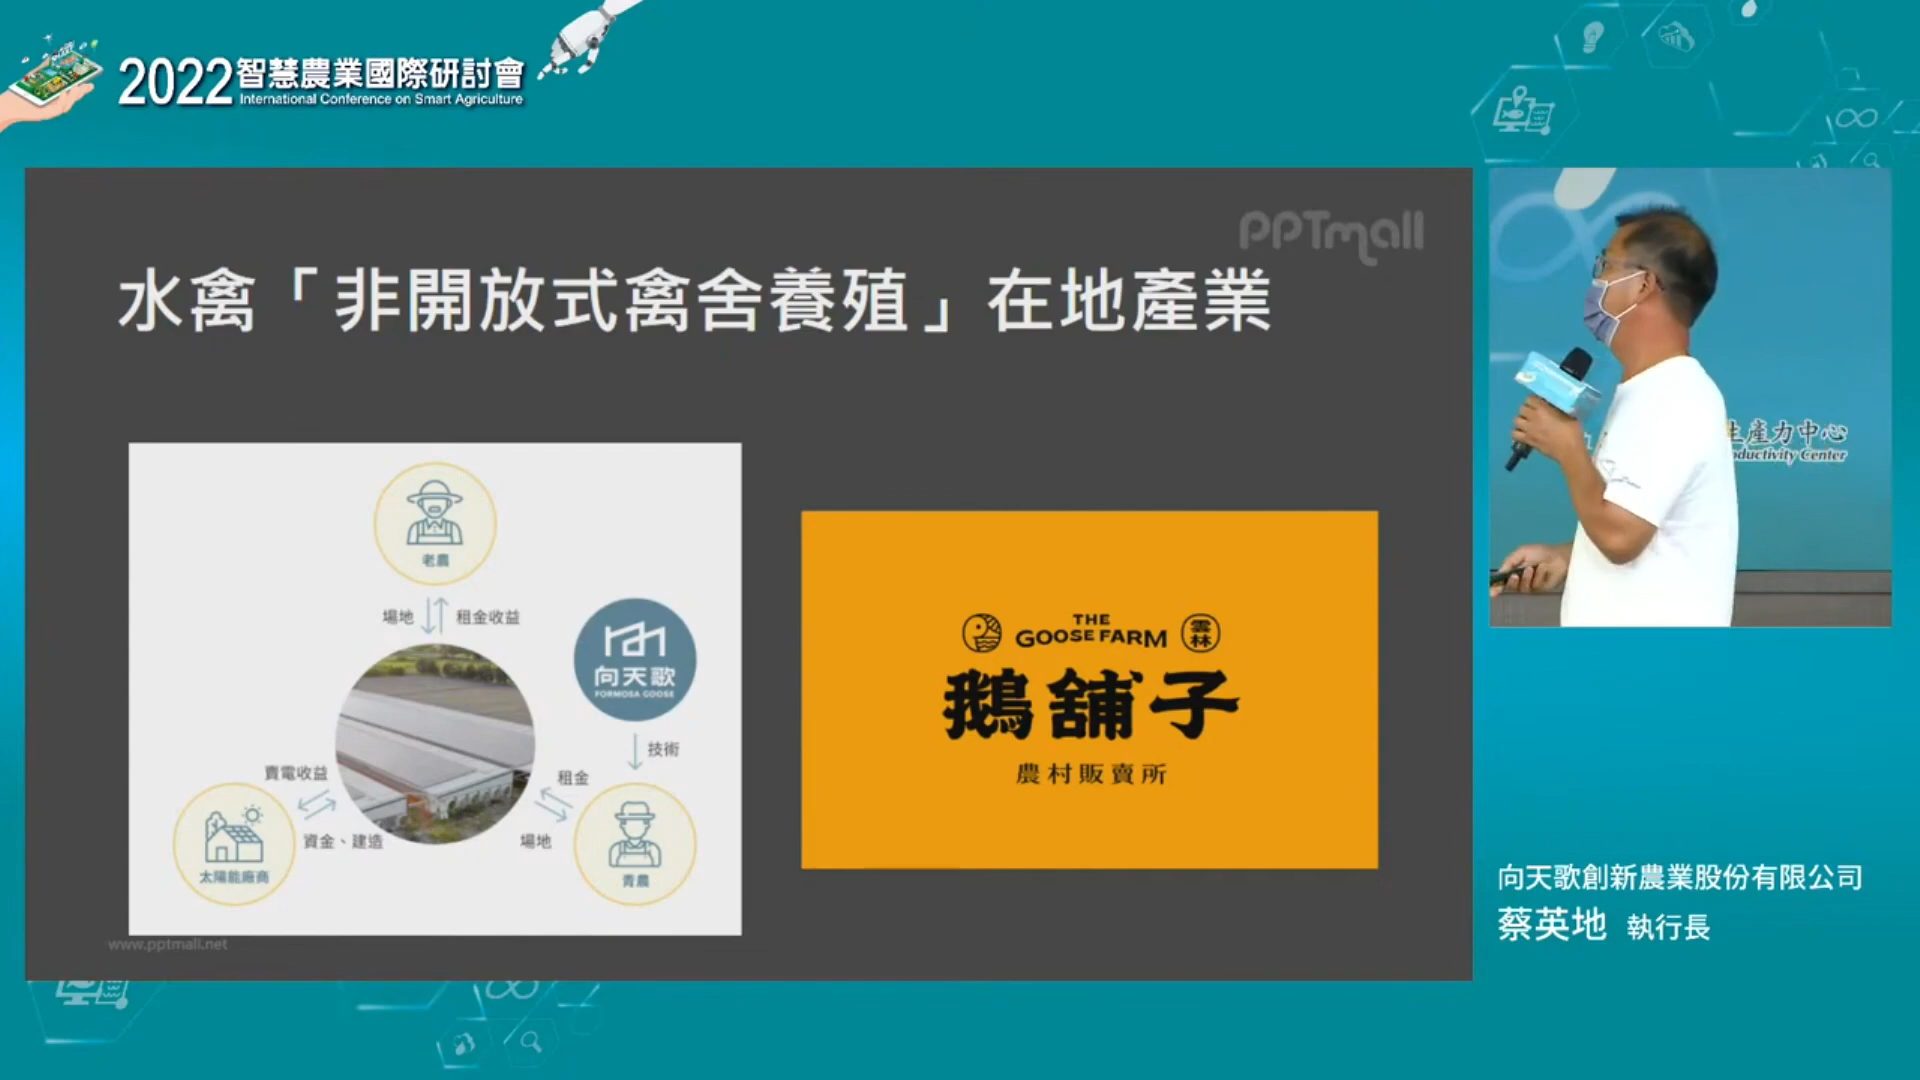 2022智慧農業國際研討會
International Conference on Smart Agriculture
PPTmall
水禽「非開放式禽舍養殖」在地產業
老農
場地
租金收益
向天歌
FORMOSA GOOSE
技術
賣電收益
租金
資金、建造
場地
太陽能廠商
青農
www.pptmall.net
THE
GOOSE FARM
雲林
鵝舖子
農村販賣所
生產力中心
Productivity Center
向天歌創新農業股份有限公司
蔡英地 執行長